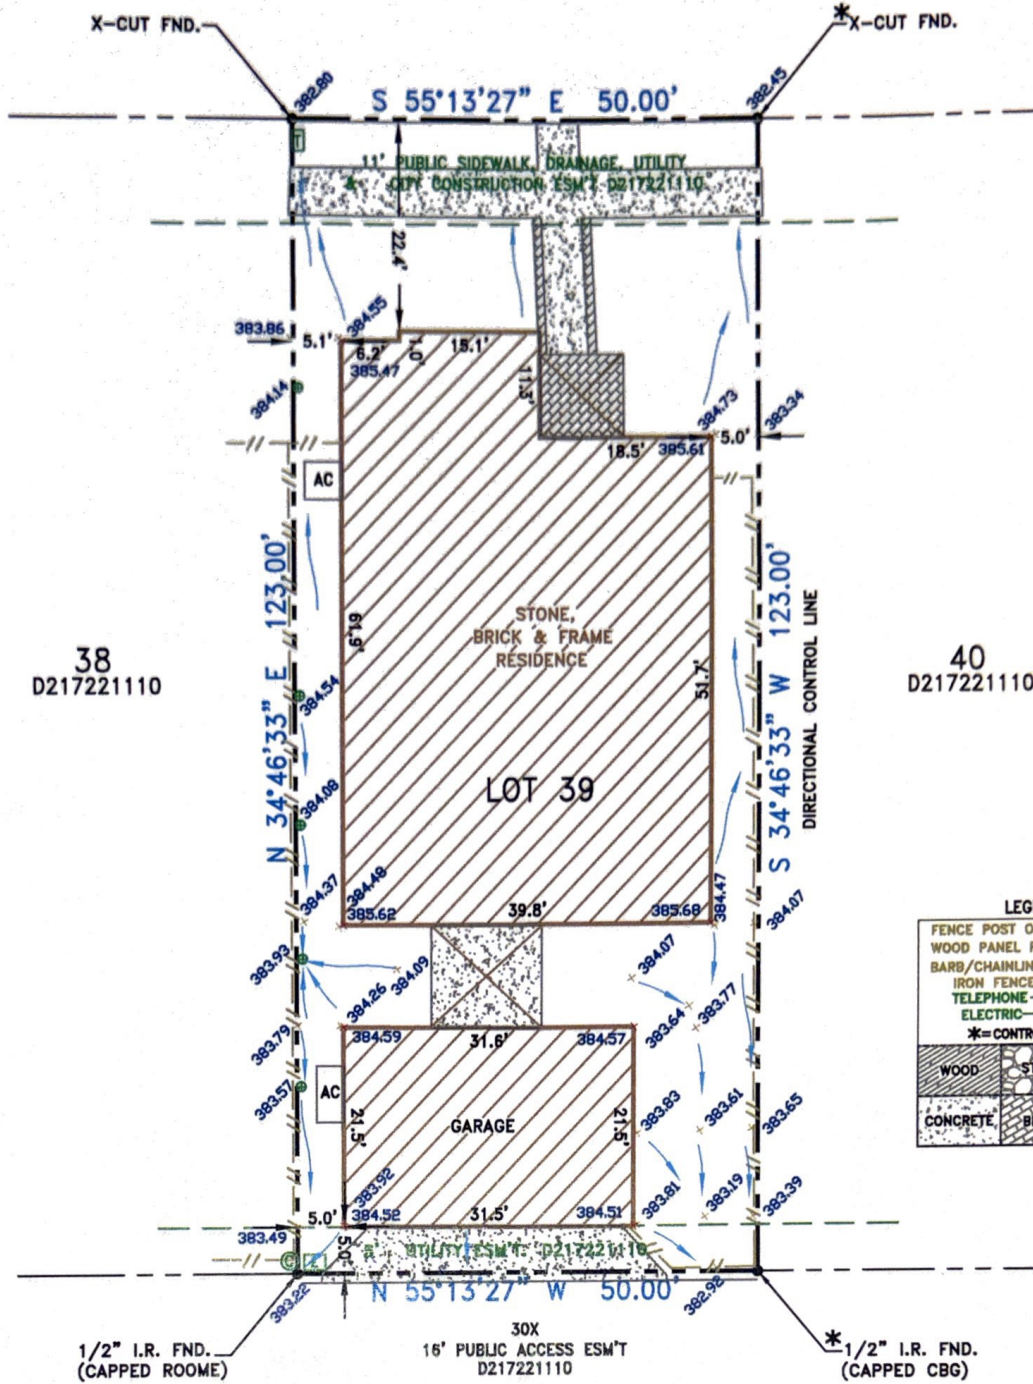 X-CUT FND.
*X-CUT FND.
382.80
382.45
S 55°13'27" E 50.00'
T
11' PUBLIC SIDEWALK, DRAINAGE, UTILITY
& CITY CONSTRUCTION ESM'T D217221110
22.4'
383.86
5.1'
384.55
6.2'
1.0'
15.1'
385.47
11.3'
384.14
384.73
383.34
5.0'
18.5'
385.61
AC
N 34°46'33" E 123.00'
61.9'
STONE,
BRICK & FRAME
RESIDENCE
51.7'
S 34°46'33" W 123.00'
DIRECTIONAL CONTROL LINE
38
D217221110
40
D217221110
384.54
LOT 39
384.08
384.37
384.48
385.62
39.8'
385.68
384.47
384.07
383.93
384.09
384.07
384.26
383.64
383.77
383.79
384.59
31.6'
384.57
383.57
AC
21.5'
GARAGE
21.5'
383.83
383.61
383.65
383.92
384.52
31.5'
384.51
383.81
383.19
383.39
5.0'
383.49
5.0'
UTILITY ESM'T. D217221110
C
383.22
N 55°13'27" W 50.00'
382.92
1/2" I.R. FND.
(CAPPED ROOME)
30X
16' PUBLIC ACCESS ESM'T
D217221110
*1/2" I.R. FND.
(CAPPED CBG)
LEG
FENCE POST
WOOD PANEL
BARB/CHAINLIN
IRON FENCE
TELEPHONE
ELECTRIC
*=CONTR
WOOD
ST
CONCRETE